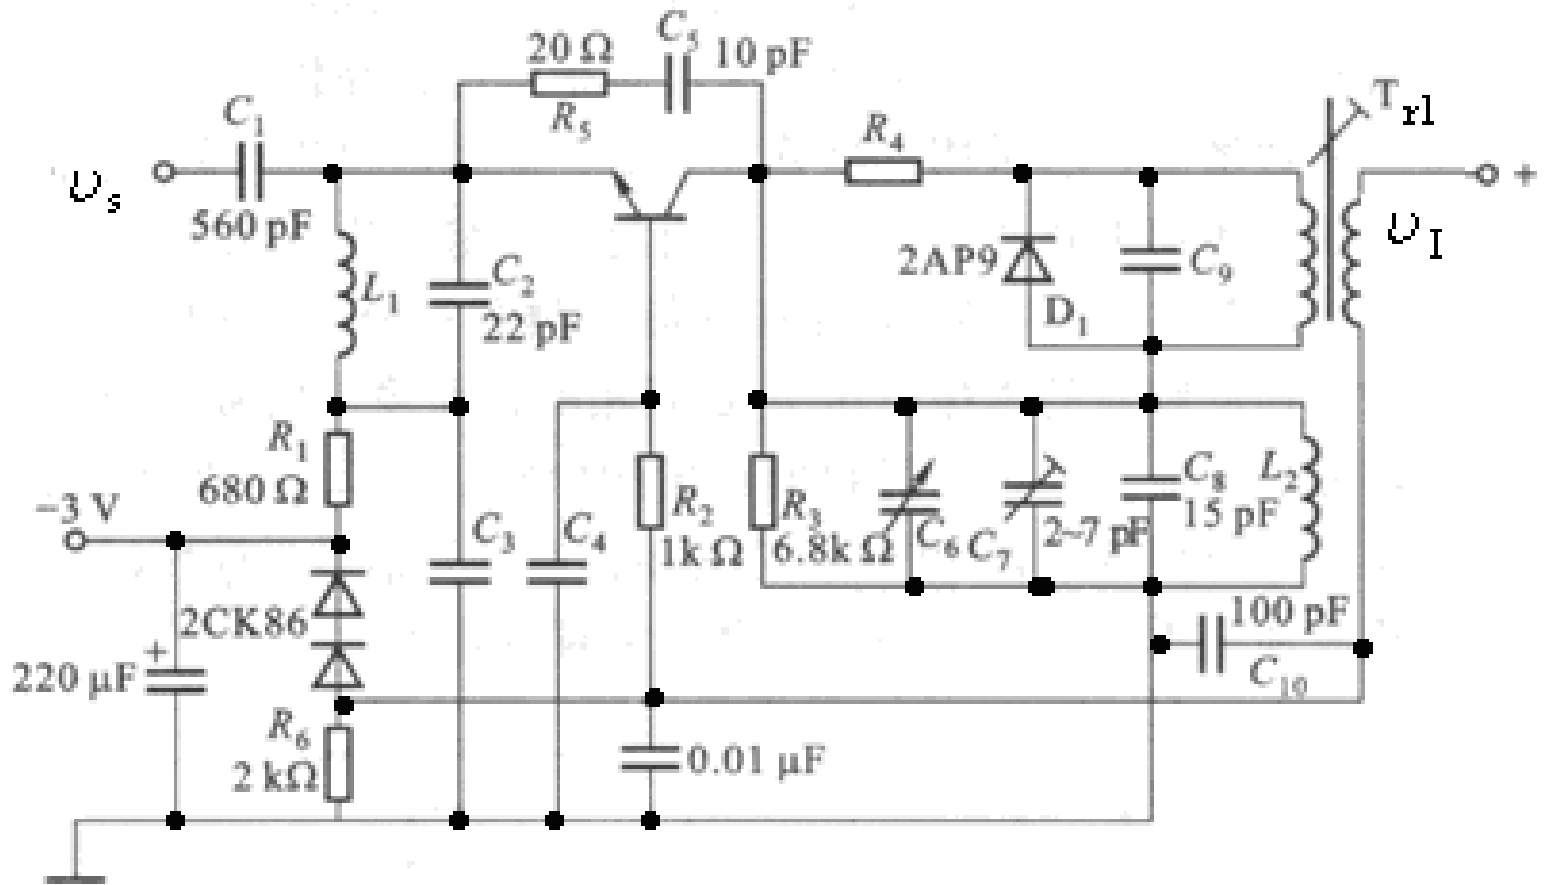 C₅
20 Ω
10 pF
R₅
C₁
υₛ
560 pF
R₄
Tᵣ₁
+
υ_I
L₁
C₂
22 pF
2AP9
D₁
C₉
R₁
680 Ω
−3 V
C₃
C₄
R₂
1k Ω
R₃
6.8k Ω
C₆
C₇
2~7 pF
C₈
15 pF
L₂
2CK86
+
220 μF
100 pF
C₁₀
R₆
2 kΩ
0.01 μF